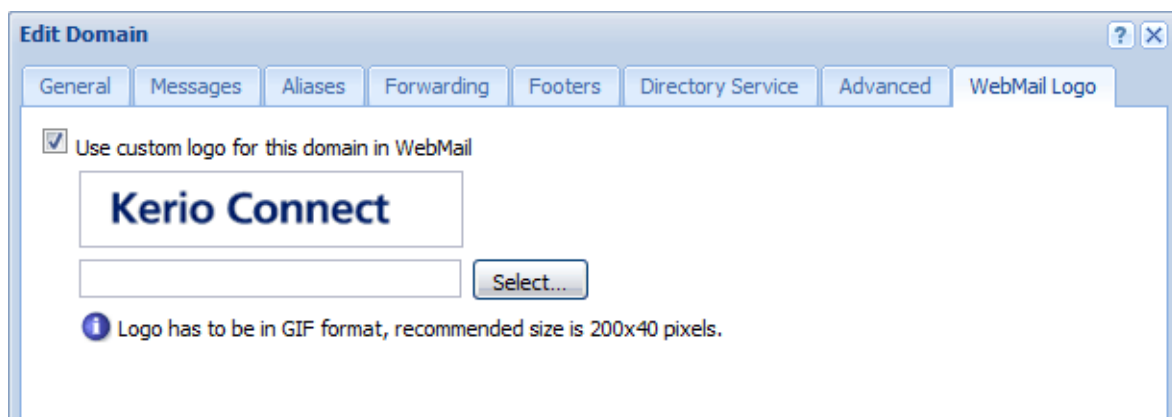 Edit Domain
General Messages Aliases Forwarding Footers Directory Service Advanced WebMail Logo
Use custom logo for this domain in WebMail
Kerio Connect
Select...
Logo has to be in GIF format, recommended size is 200x40 pixels.